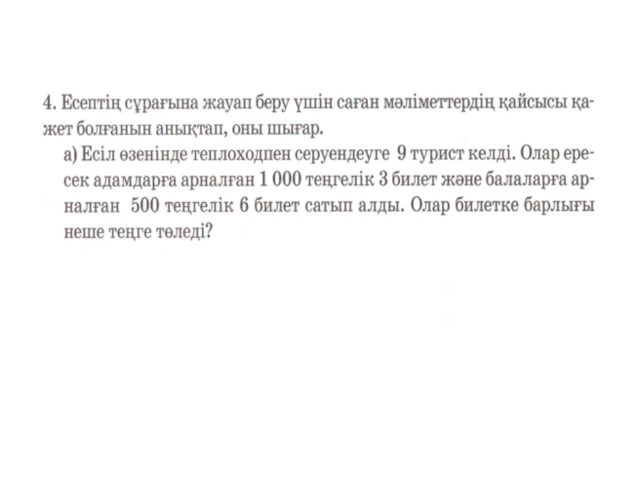 4. Есептің сұрағына жауап беру үшін саған мәліметтердің қайсысы қа-
жет болғанын анықтап, оны шығар.
а) Есіл өзенінде теплоходпен серуендеуге 9 турист келді. Олар ере-
сек адамдарға арналған 1 000 теңгелік 3 билет және балаларға ар-
налған 500 теңгелік 6 билет сатып алды. Олар билетке барлығы
неше теңге төледі?